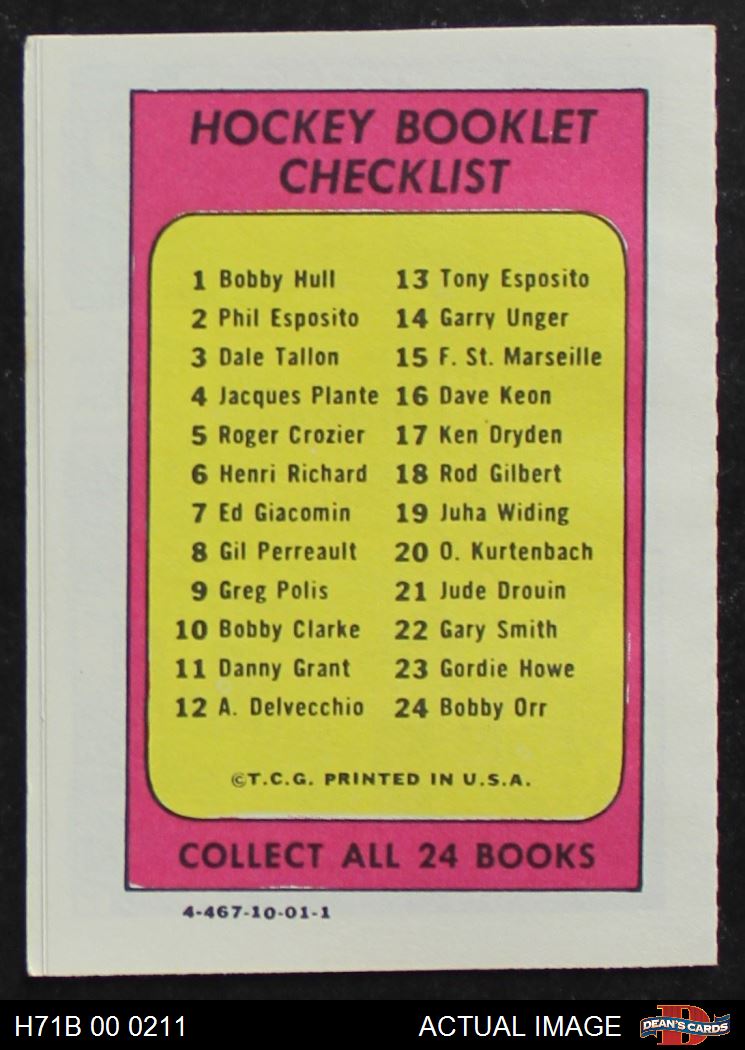 HOCKEY BOOKLET
CHECKLIST
1 Bobby Hull
2 Phil Esposito
3 Dale Tallon
4 Jacques Plante
5 Roger Crozier
6 Henri Richard
7 Ed Giacomin
8 Gil Perreault
9 Greg Polis
10 Bobby Clarke
11 Danny Grant
12 A. Delvecchio
13 Tony Esposito
14 Garry Unger
15 F. St. Marseille
16 Dave Keon
17 Ken Dryden
18 Rod Gilbert
19 Juha Widing
20 O. Kurtenbach
21 Jude Drouin
22 Gary Smith
23 Gordie Howe
24 Bobby Orr
©T.C.G. PRINTED IN U.S.A.
COLLECT ALL 24 BOOKS
4-467-10-01-1
H71B 00 0211
ACTUAL IMAGE
D
DEAN'S CARDS